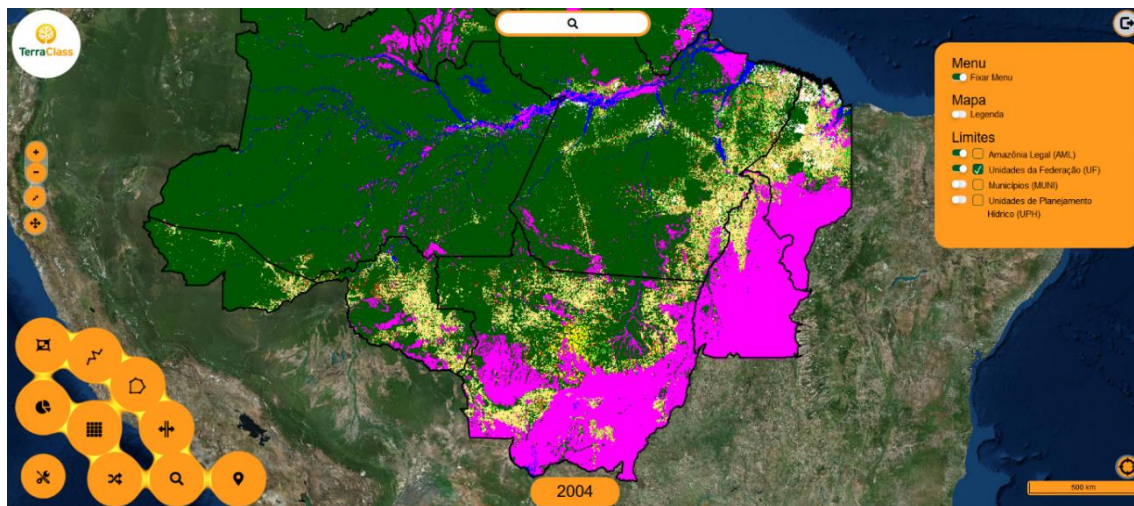 TerraClass
Menu
Fixar Menu
Mapa
Legenda
Limites
Amazônia Legal (AML)
Unidades da Federação (UF)
Municípios (MUNI)
Unidades de Planejamento
Hídrico (UPH)
2004
500 km